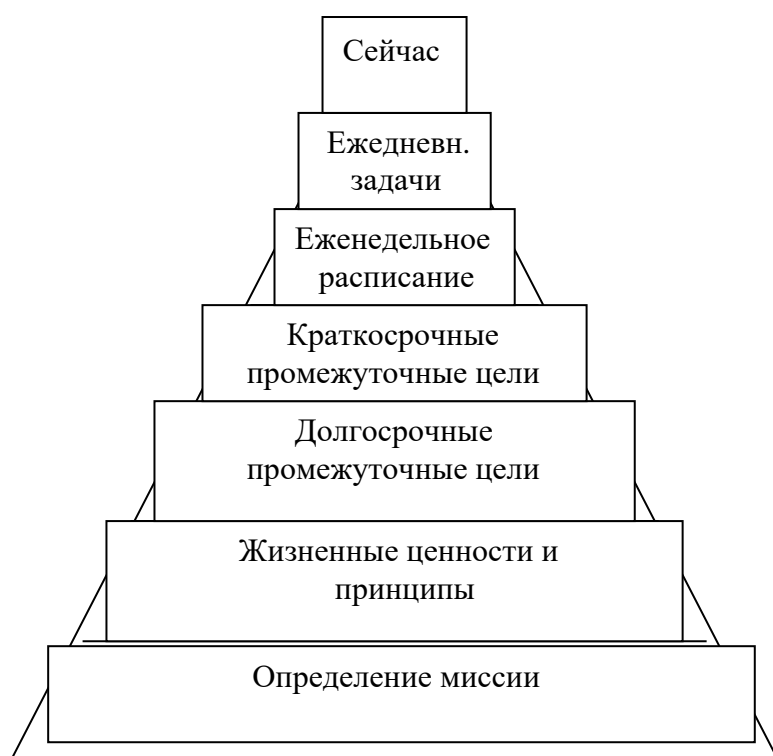 Сейчас
Ежедневн.
задачи
Еженедельное
расписание
Краткосрочные
промежуточные цели
Долгосрочные
промежуточные цели
Жизненные ценности и
принципы
Определение миссии